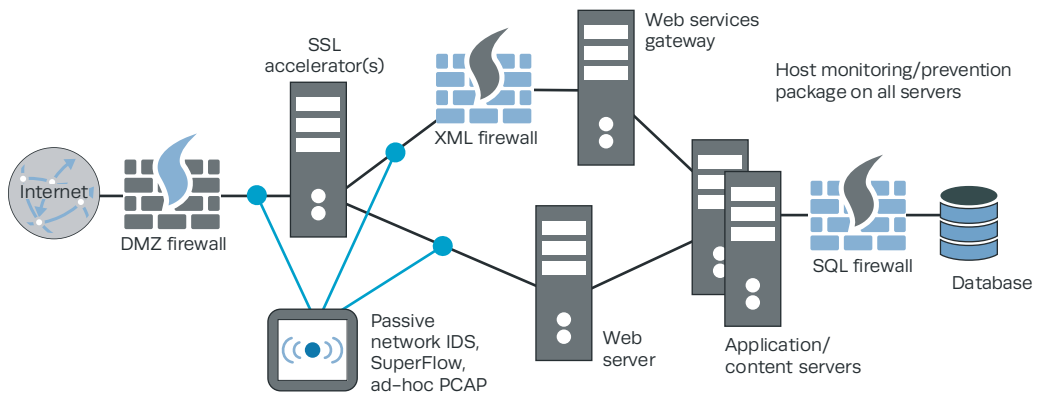 Internet
DMZ firewall
SSL
accelerator(s)
XML firewall
Web services
gateway
Host monitoring/prevention
package on all servers
Passive
network IDS,
SuperFlow,
ad-hoc PCAP
Web
server
Application/
content servers
SQL firewall
Database